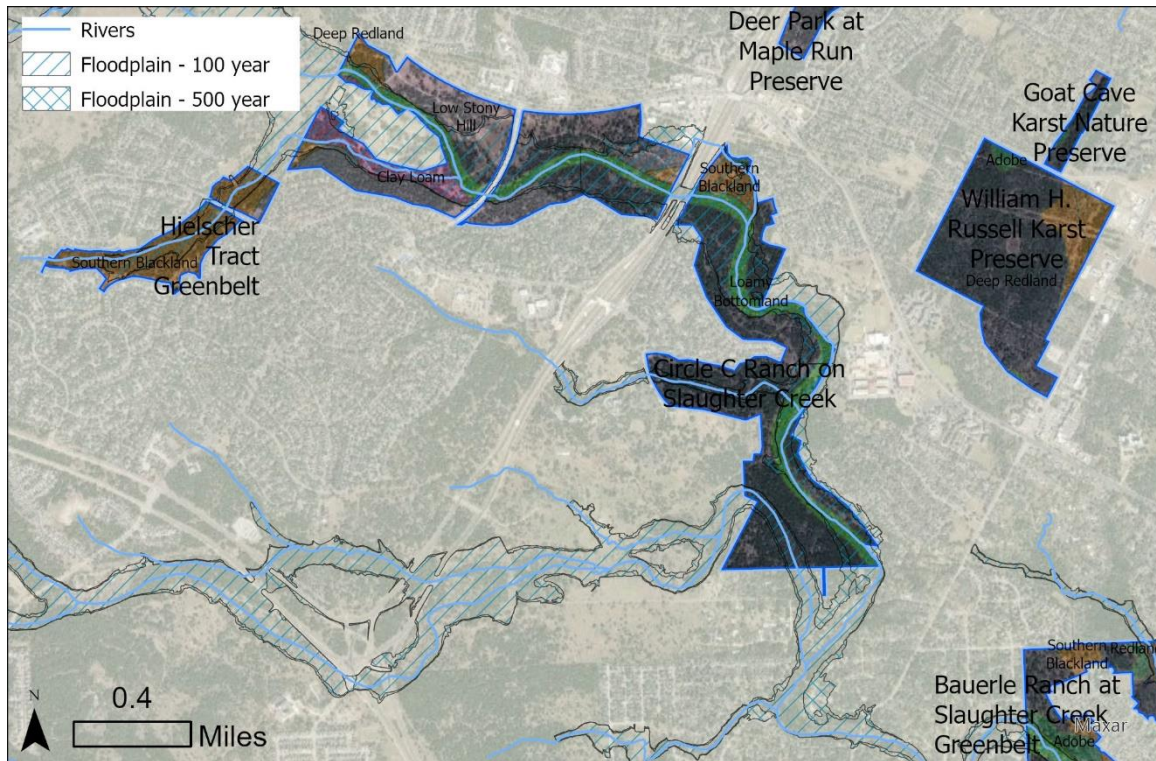 Rivers
Floodplain - 100 year
Floodplain - 500 year
Deep Redland
Deer Park at
Maple Run
Preserve
Low Stony
Hill
Goat Cave
Karst Nature
Preserve
Clay Loam
Southern
Blackland
Adobe
William H.
Russell Karst
Preserve
Deep Redland
Hielscher
Tract
Greenbelt
Southern Blackland
Loamy
Bottomland
Circle C Ranch on
Slaughter Creek
Southern
Blackland
Redland
Bauerle Ranch at
Slaughter Creek
Greenbelt
Adobe
Maxar
N
0.4
Miles